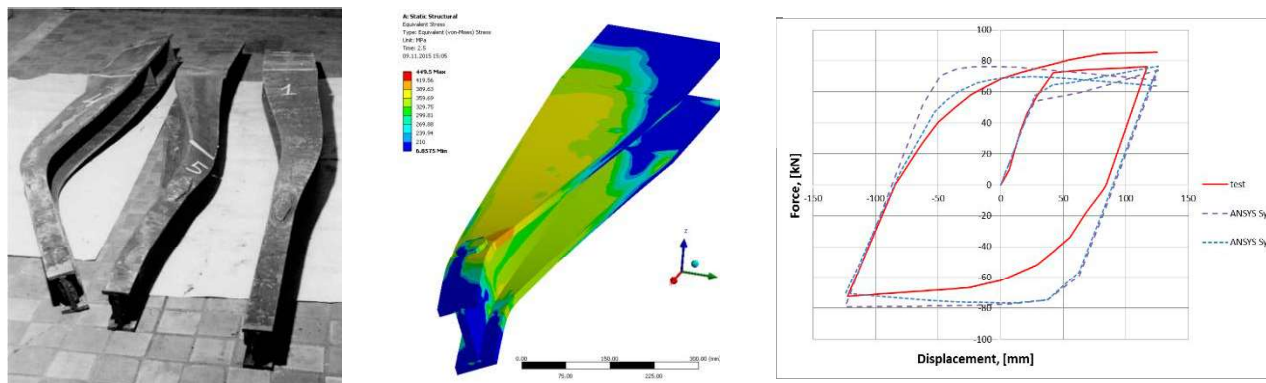 4
5
1
A: Static Structural
Equivalent Stress
Type: Equivalent (von-Mises) Stress
Unit: MPa
Time: 2.5
09.11.2015 15:05
449.5 Max
419.56
389.63
359.69
329.75
299.81
269.88
239.94
210
6.8575 Min
Z
0.00
150.00
300.00 (mm)
75.00
225.00
100
80
60
40
20
0
-150
-100
-50
0
50
100
150
-20
-40
-60
-80
-100
Force, [kN]
Displacement, [mm]
test
ANSYS Sy
ANSYS Sy